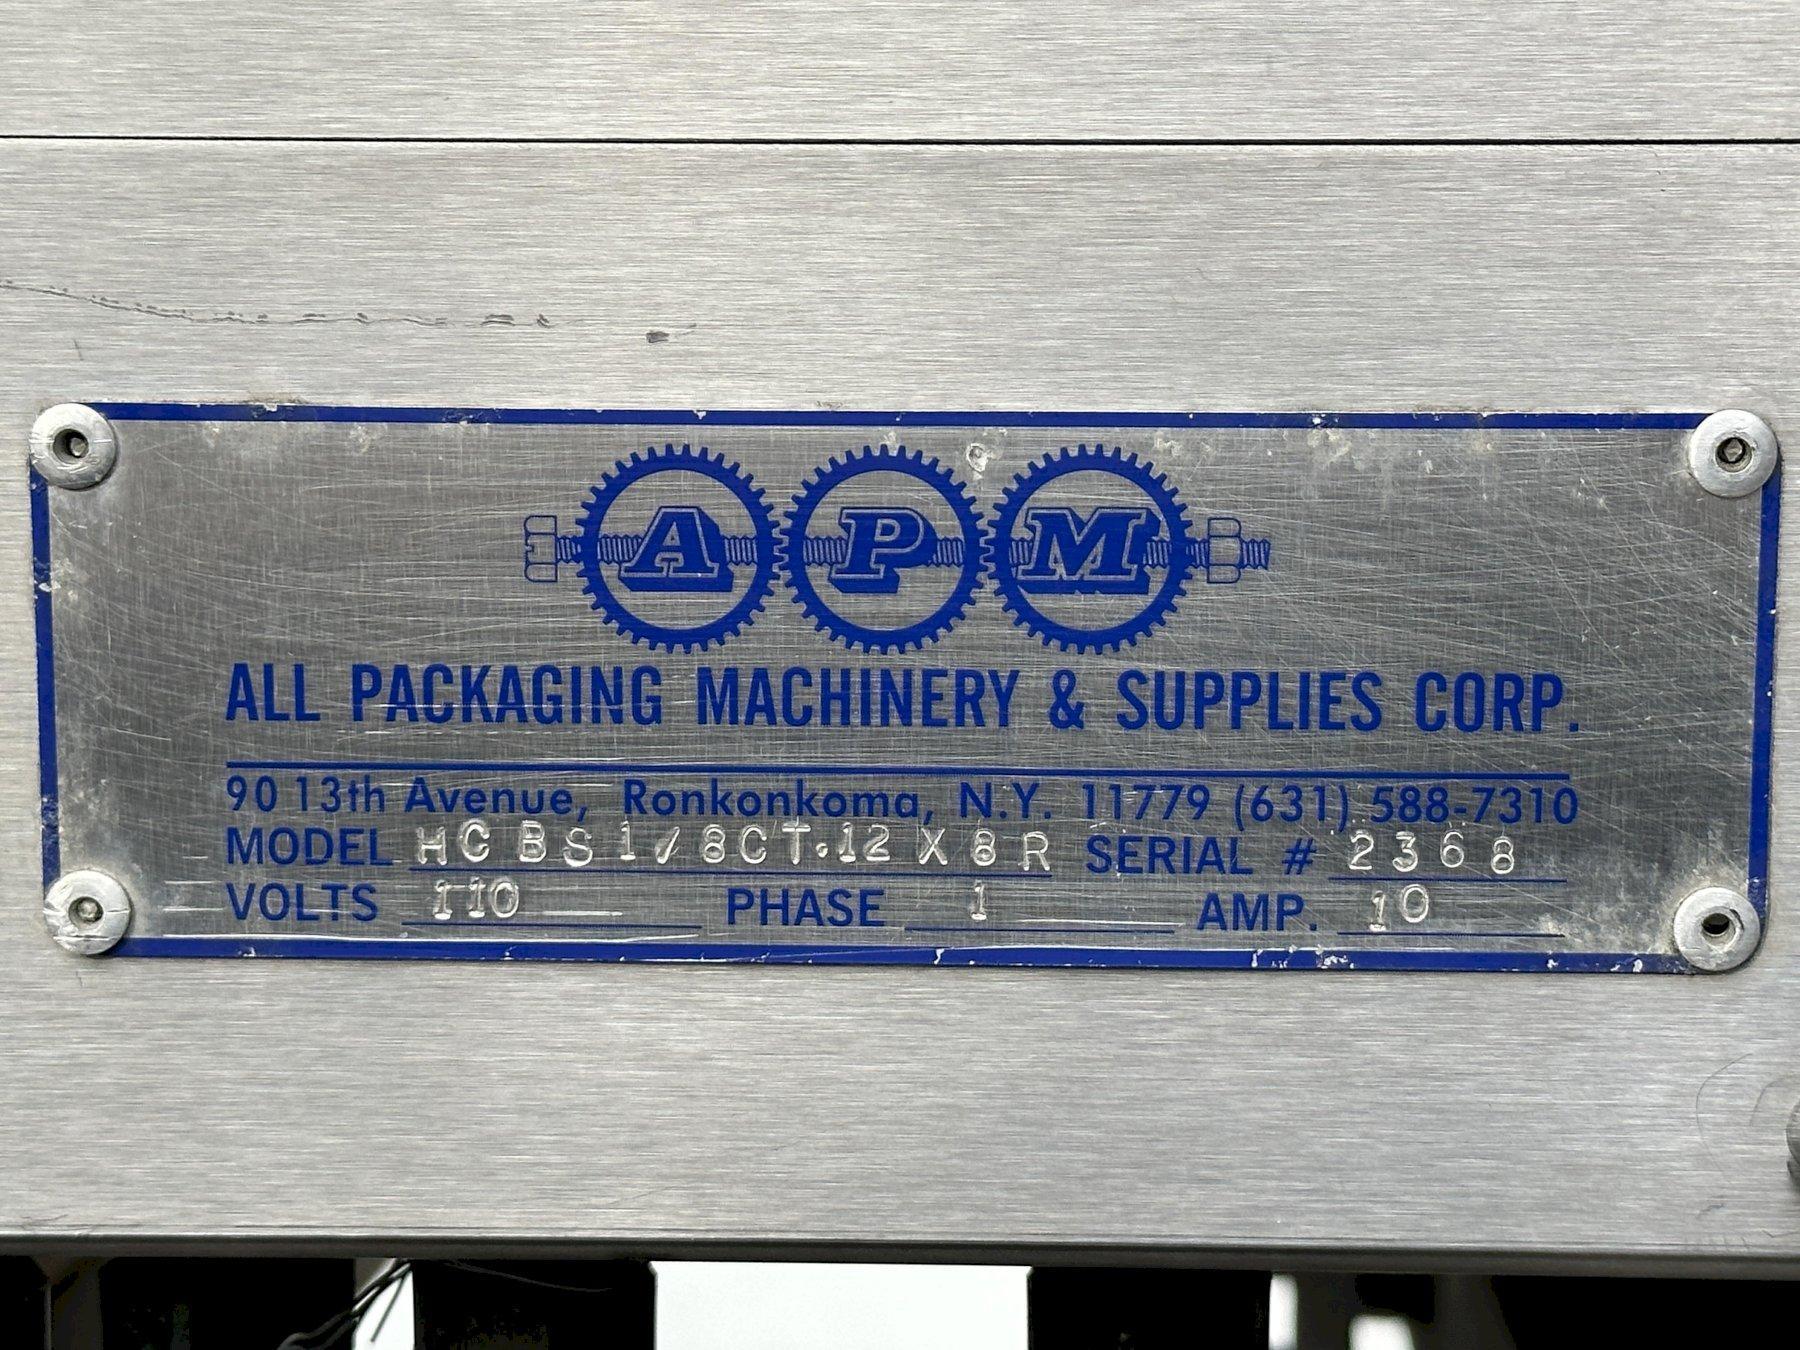 A P M
ALL PACKAGING MACHINERY & SUPPLIES CORP.
90 13th Avenue, Ronkonkoma, N.Y. 11779 (631) 588-7310
MODEL HCBS1/8CT.12X8R SERIAL # 2368
VOLTS 110 PHASE 1 AMP. 10